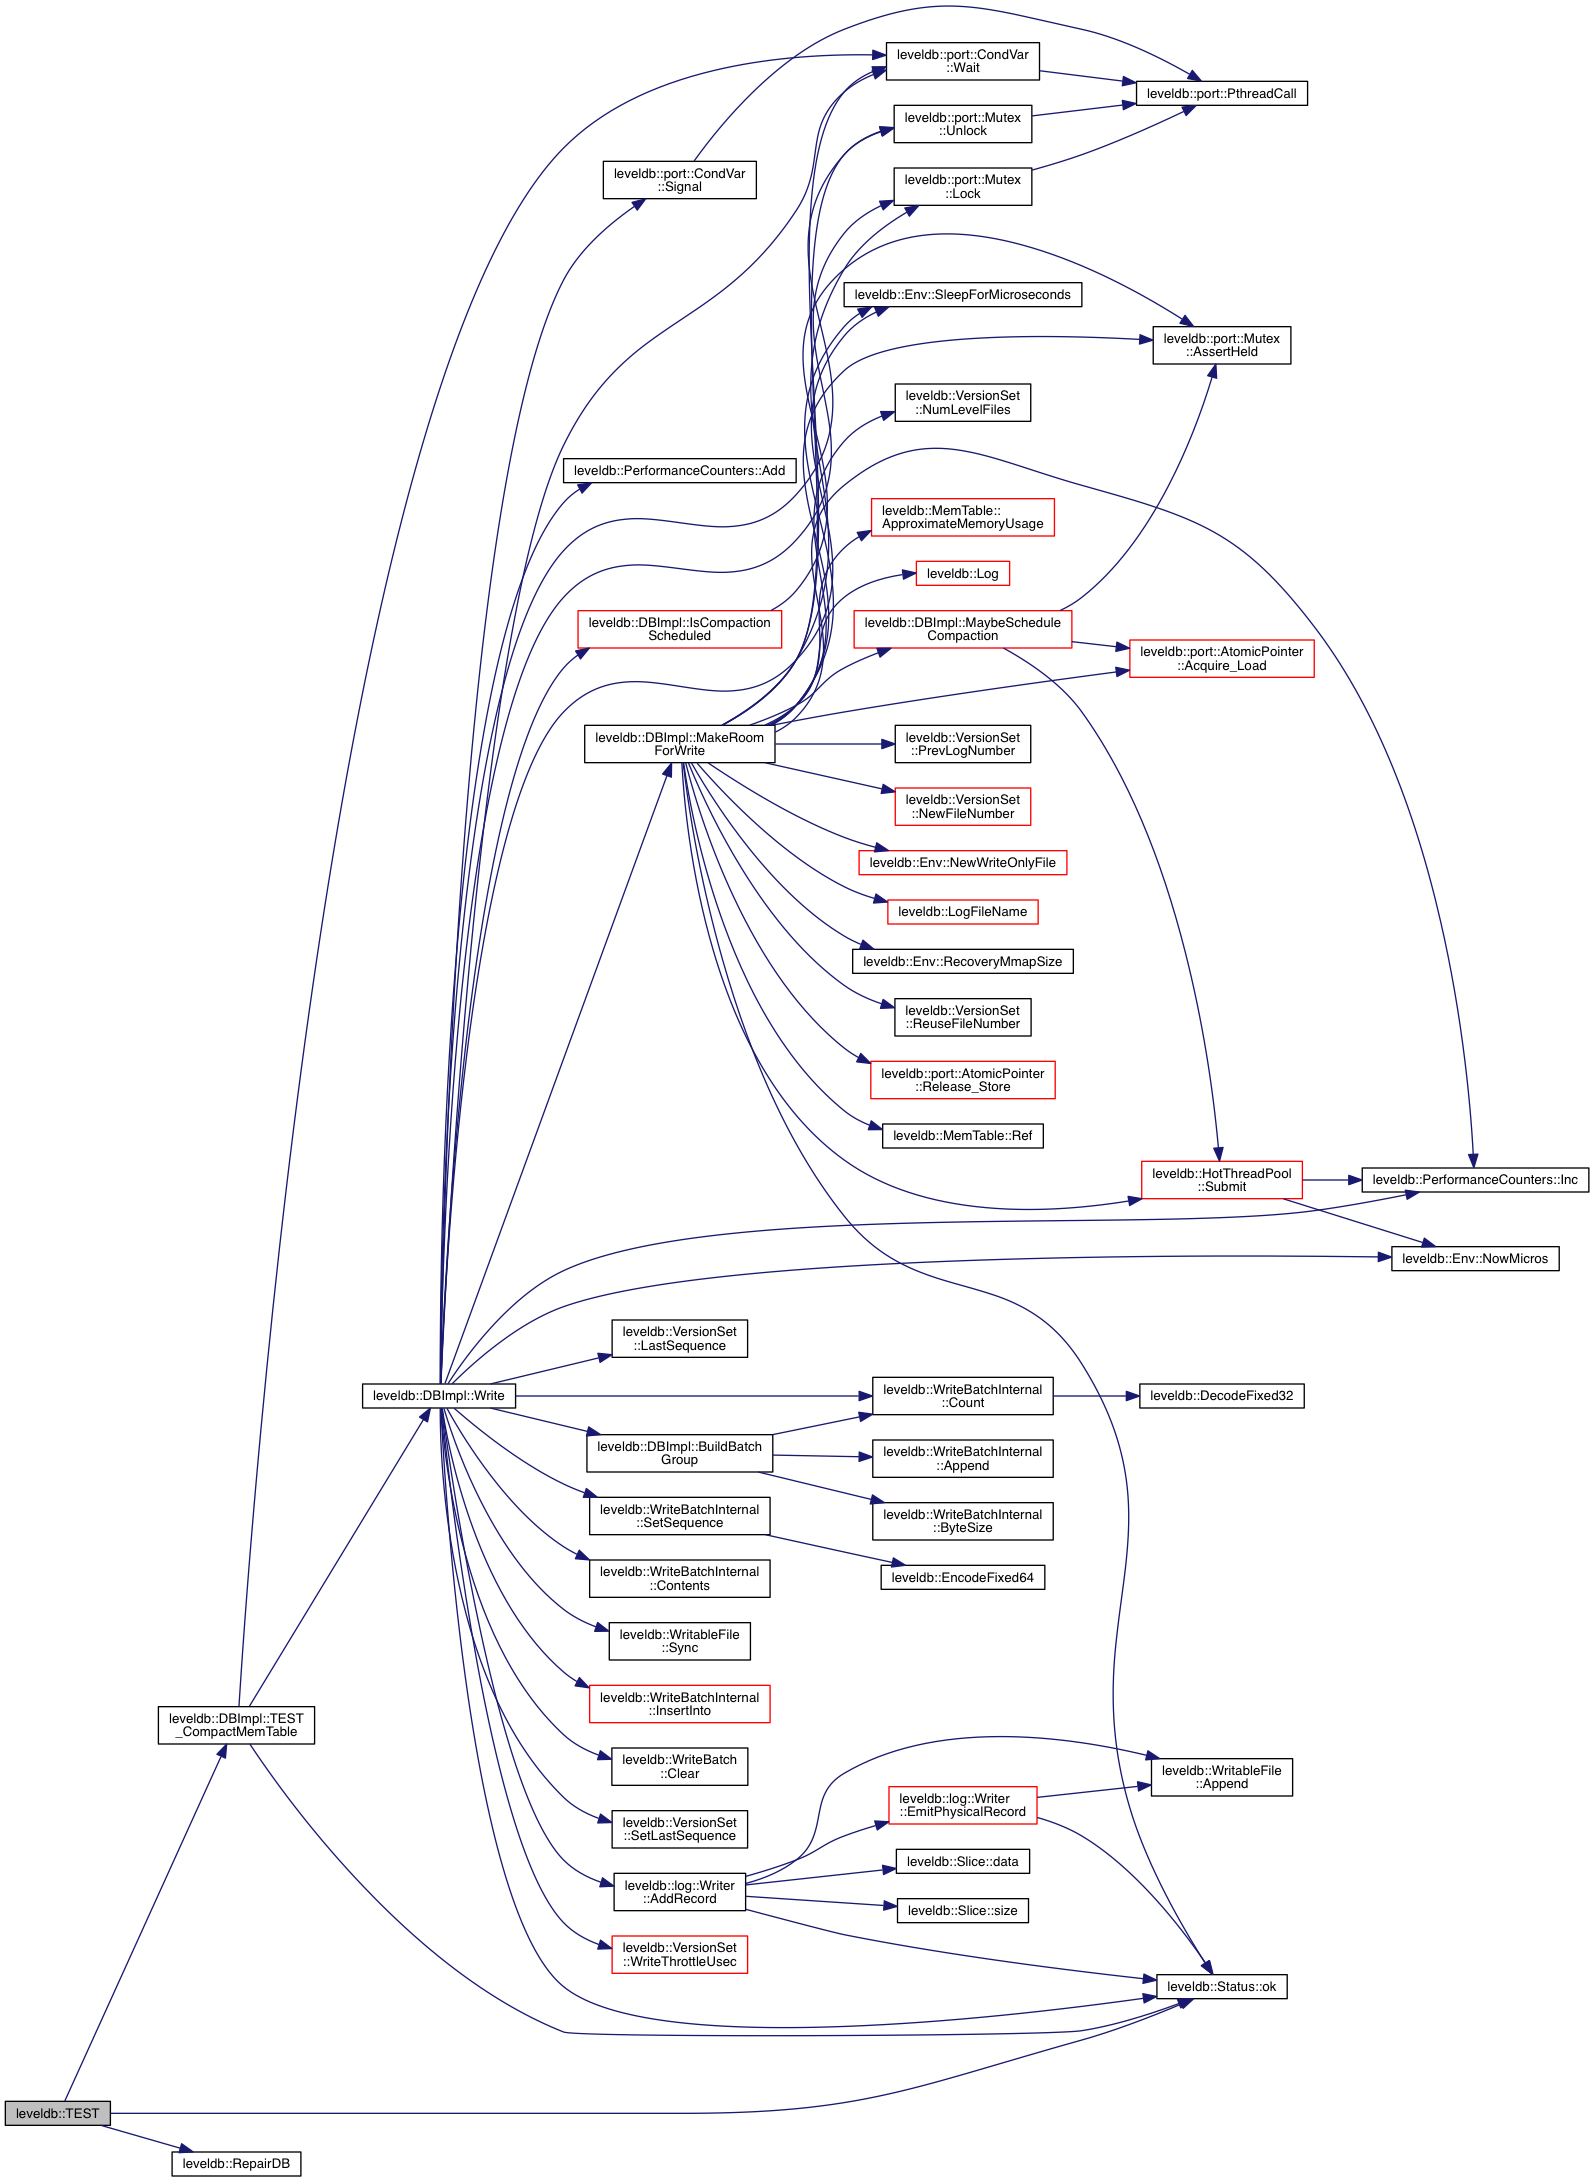 leveldb::port::CondVar
::Wait
leveldb::port::PthreadCall
leveldb::port::Mutex
::Unlock
leveldb::port::CondVar
::Signal
leveldb::port::Mutex
::Lock
leveldb::Env::SleepForMicroseconds
leveldb::port::Mutex
::AssertHeld
leveldb::VersionSet
::NumLevelFiles
leveldb::PerformanceCounters::Add
leveldb::MemTable::
ApproximateMemoryUsage
leveldb::Log
leveldb::DBImpl::IsCompaction
Scheduled
leveldb::DBImpl::MaybeSchedule
Compaction
leveldb::port::AtomicPointer
::Acquire_Load
leveldb::DBImpl::MakeRoom
ForWrite
leveldb::VersionSet
::PrevLogNumber
leveldb::VersionSet
::NewFileNumber
leveldb::Env::NewWriteOnlyFile
leveldb::LogFileName
leveldb::Env::RecoveryMmapSize
leveldb::VersionSet
::ReuseFileNumber
leveldb::port::AtomicPointer
::Release_Store
leveldb::MemTable::Ref
leveldb::HotThreadPool
::Submit
leveldb::PerformanceCounters::Inc
leveldb::Env::NowMicros
leveldb::VersionSet
::LastSequence
leveldb::DBImpl::Write
leveldb::WriteBatchInternal
::Count
leveldb::DecodeFixed32
leveldb::DBImpl::BuildBatch
Group
leveldb::WriteBatchInternal
::Append
leveldb::WriteBatchInternal
::SetSequence
leveldb::WriteBatchInternal
::ByteSize
leveldb::WriteBatchInternal
::Contents
leveldb::EncodeFixed64
leveldb::WritableFile
::Sync
leveldb::WriteBatchInternal
::InsertInto
leveldb::DBImpl::TEST
_CompactMemTable
leveldb::WriteBatch
::Clear
leveldb::WritableFile
::Append
leveldb::log::Writer
::EmitPhysicalRecord
leveldb::VersionSet
::SetLastSequence
leveldb::Slice::data
leveldb::log::Writer
::AddRecord
leveldb::Slice::size
leveldb::VersionSet
::WriteThrottleUsec
leveldb::Status::ok
leveldb::TEST
leveldb::RepairDB